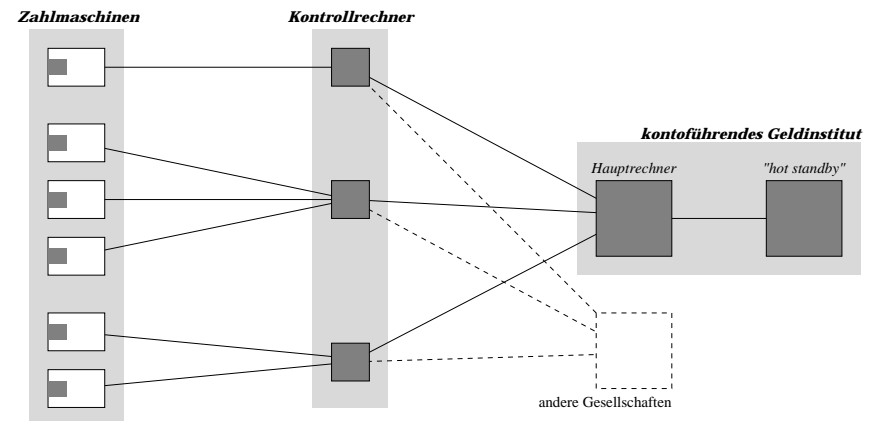 Zahlmaschinen
Kontrollrechner
kontoführendes Geldinstitut
Hauptrechner
"hot standby"
andere Gesellschaften